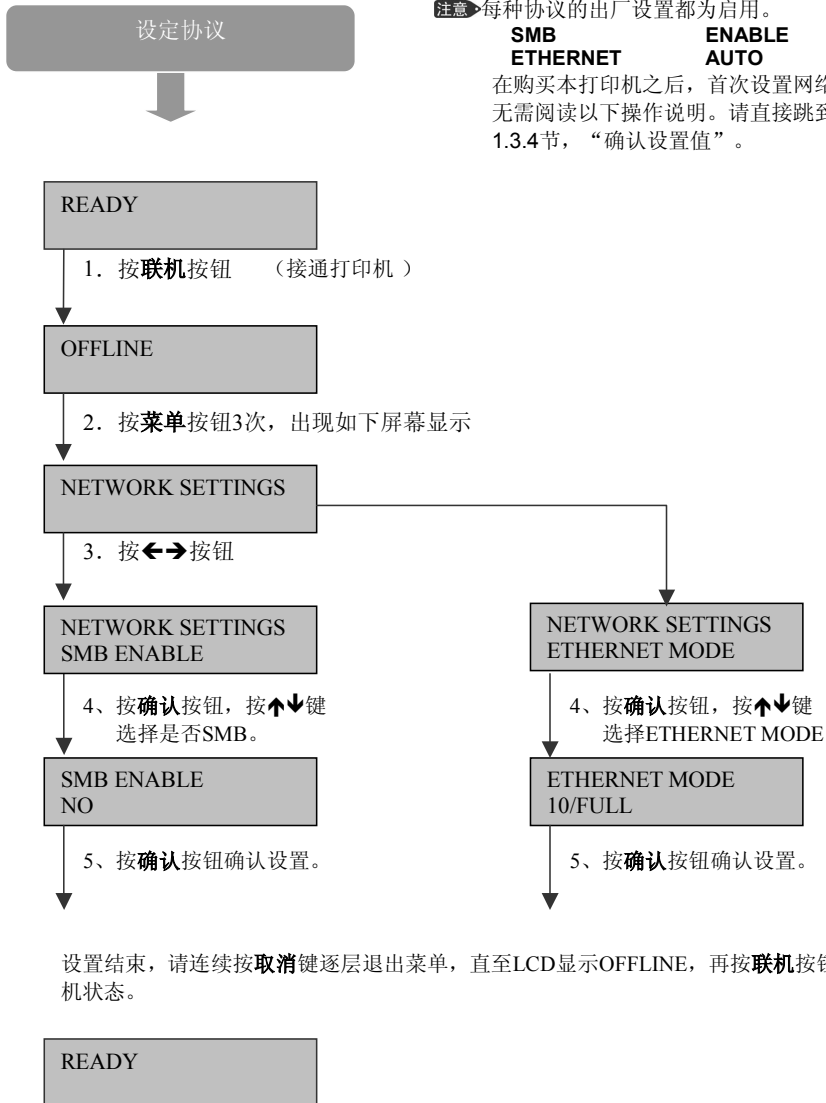 设定协议
注意 每种协议的出厂设置都为启用。
SMB ENABLE
ETHERNET AUTO
在购买本打印机之后，首次设置网络
无需阅读以下操作说明。请直接跳到
1.3.4节，“确认设置值”。
READY
1. 按联机按钮 （接通打印机 ）
OFFLINE
2. 按菜单按钮3次，出现如下屏幕显示
NETWORK SETTINGS
3. 按←→按钮
NETWORK SETTINGS
SMB ENABLE
4、按确认按钮，按↑↓键
选择是否SMB。
SMB ENABLE
NO
5、按确认按钮确认设置。
NETWORK SETTINGS
ETHERNET MODE
4、按确认按钮，按↑↓键
选择ETHERNET MODE
ETHERNET MODE
10/FULL
5、按确认按钮确认设置。
设置结束，请连续按取消键逐层退出菜单，直至LCD显示OFFLINE，再按联机按
机状态。
READY